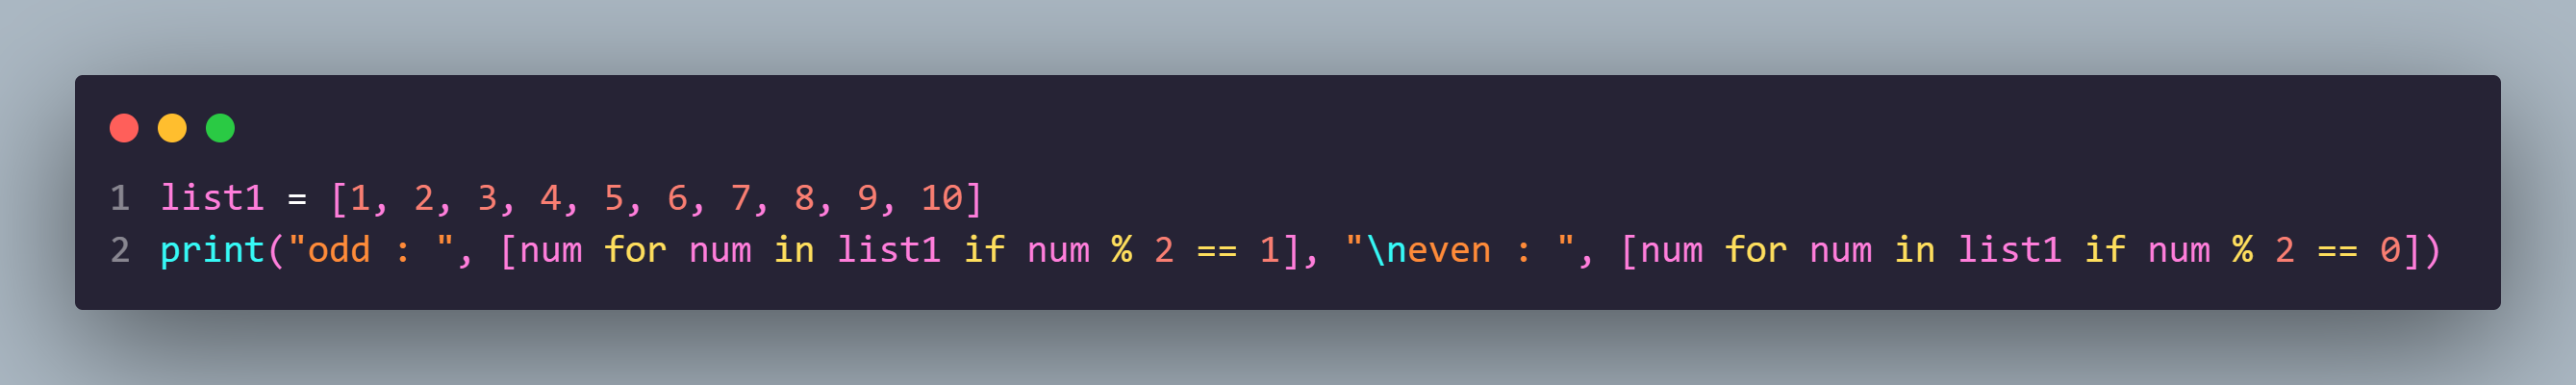 1 list1 = [1, 2, 3, 4, 5, 6, 7, 8, 9, 10]
2 print("odd : ", [num for num in list1 if num % 2 == 1], "\neven : ", [num for num in list1 if num % 2 == 0])